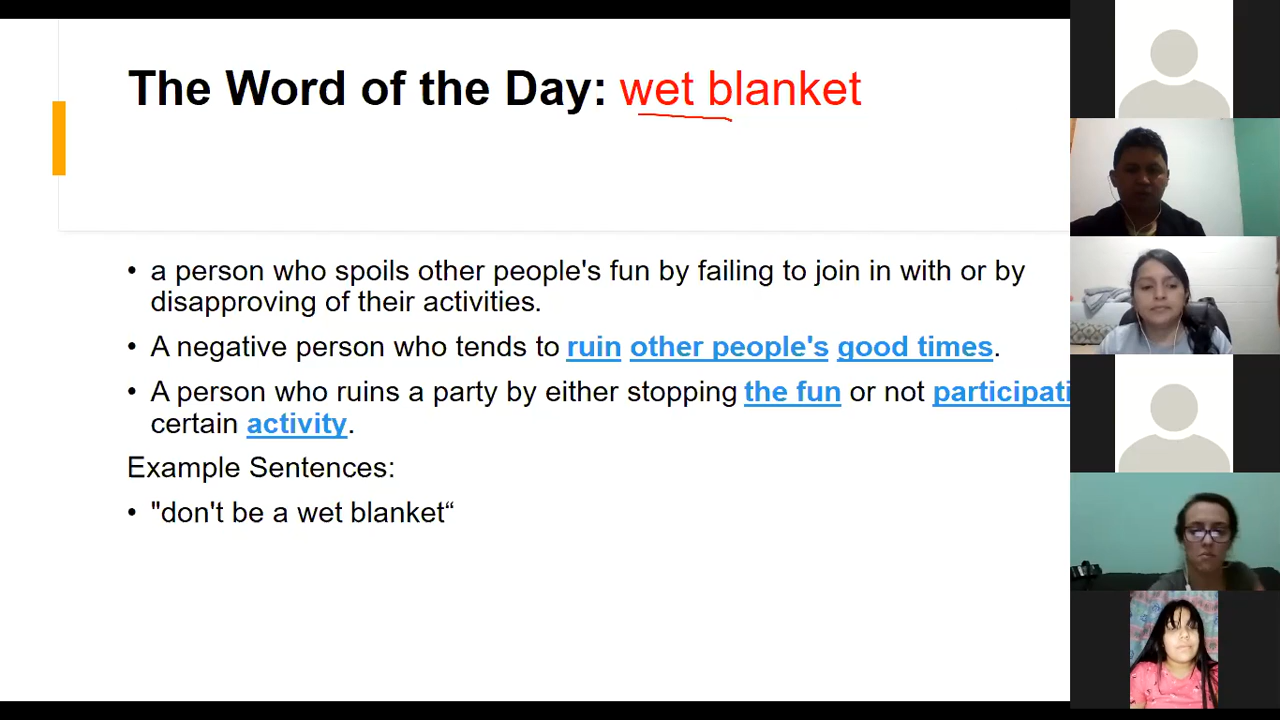 The Word of the Day: wet blanket
• a person who spoils other people's fun by failing to join in with or by
disapproving of their activities.
• A negative person who tends to ruin other people's good times.
• A person who ruins a party by either stopping the fun or not participati
certain activity.
Example Sentences:
• "don't be a wet blanket“